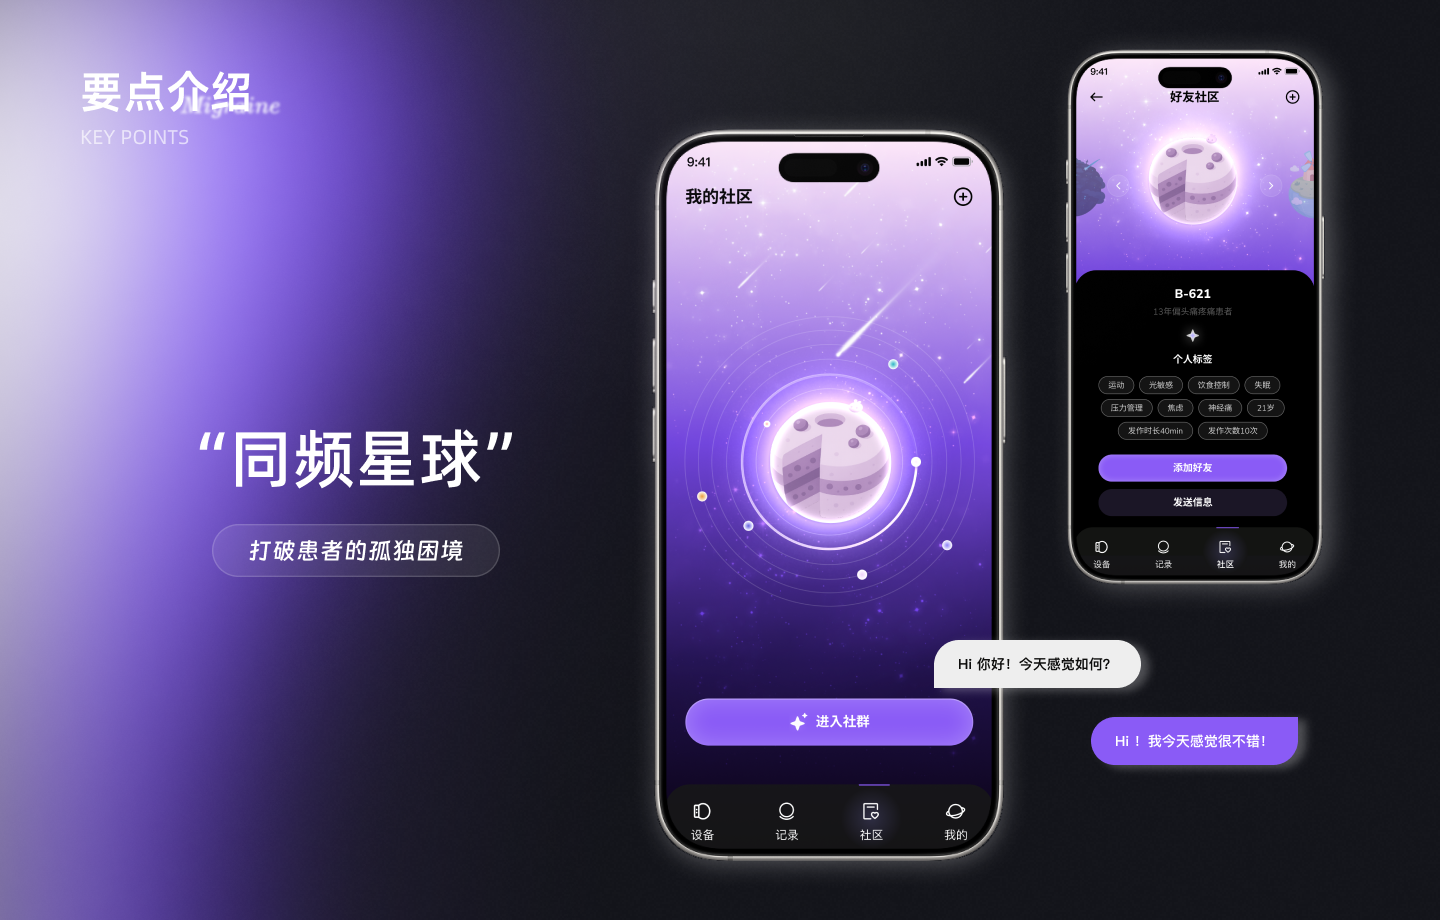 要点介绍
Migraine
KEY POINTS
“同频星球”
打破患者的孤独困境
9:41
我的社区
进入社群
设备
记录
社区
我的
9:41
好友社区
B-621
13年偏头痛疼痛患者
个人标签
运动
光敏感
饮食控制
失眠
压力管理
焦虑
神经痛
21岁
发作时长40min
发作次数10次
添加好友
发送信息
设备
记录
社区
我的
Hi 你好！今天感觉如何?
Hi ！我今天感觉很不错!